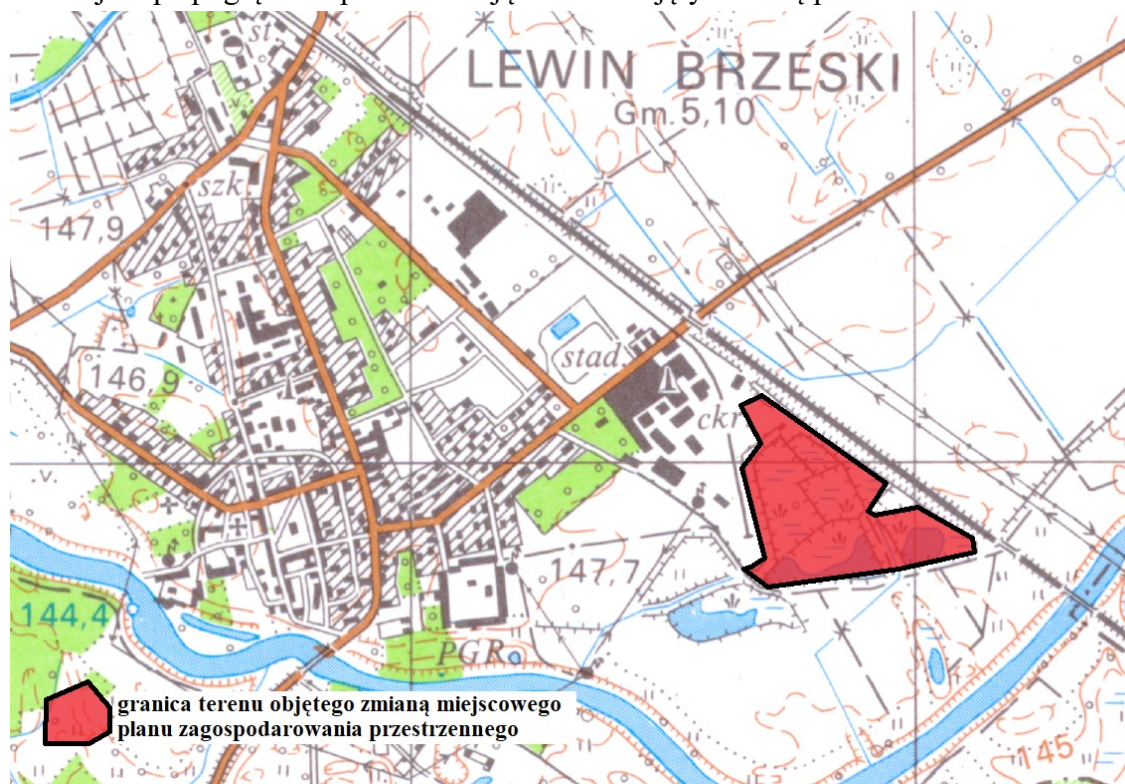 st.
LEWIN BRZESKI
Gm.5,10
szk.
147,9
stad.
146,9
ckr.
147,7
144,4
PGR
granica terenu objętego zmianą miejscowego
planu zagospodarowania przestrzennego
145